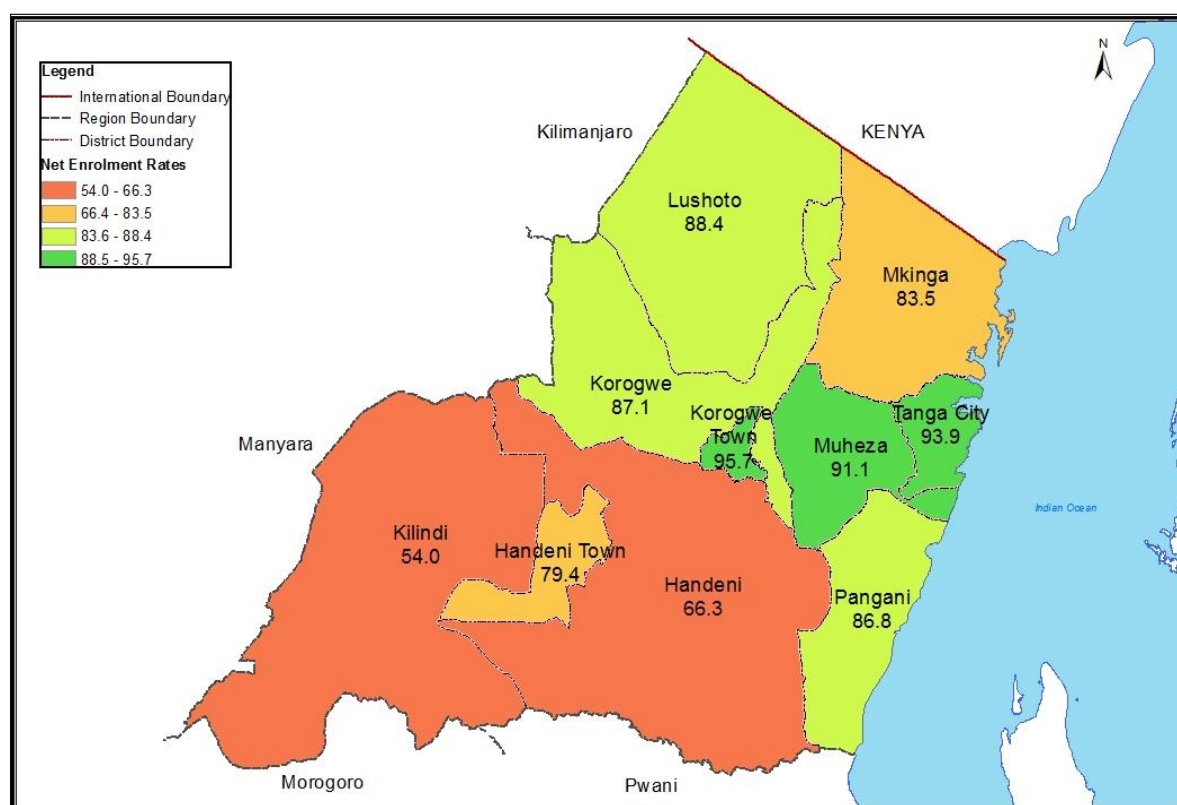 Legend
International Boundary
Region Boundary
District Boundary
Net Enrolment Rates
54.0 - 66.3
66.4 - 83.5
83.6 - 88.4
88.5 - 95.7
N
Kilimanjaro
KENYA
Lushoto
88.4
Mkinga
83.5
Korogwe
87.1
Korogwe
Town
95.7
Tanga City
93.9
Muheza
91.1
Manyara
Indian Ocean
Kilindi
54.0
Handeni Town
79.4
Handeni
66.3
Pangani
86.8
Morogoro
Pwani